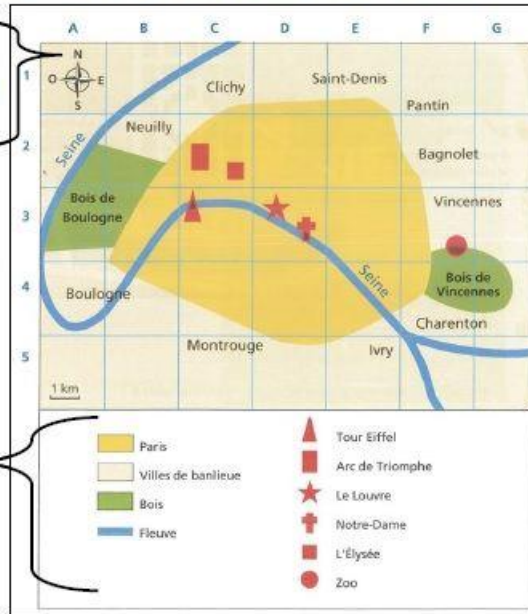 A B C D E F G
N
1
O E
S
Saint-Denis
Clichy
Pantin
Neuilly
2
Seine
Bagnolet
Bois de
Boulogne
3
Vincennes
Seine
Bois de
Vincennes
4
Boulogne
Charenton
Montrouge
Ivry
5
1 km
Paris
Villes de banlieue
Bois
Fleuve
Tour Eiffel
Arc de Triomphe
Le Louvre
Notre-Dame
L'Élysée
Zoo